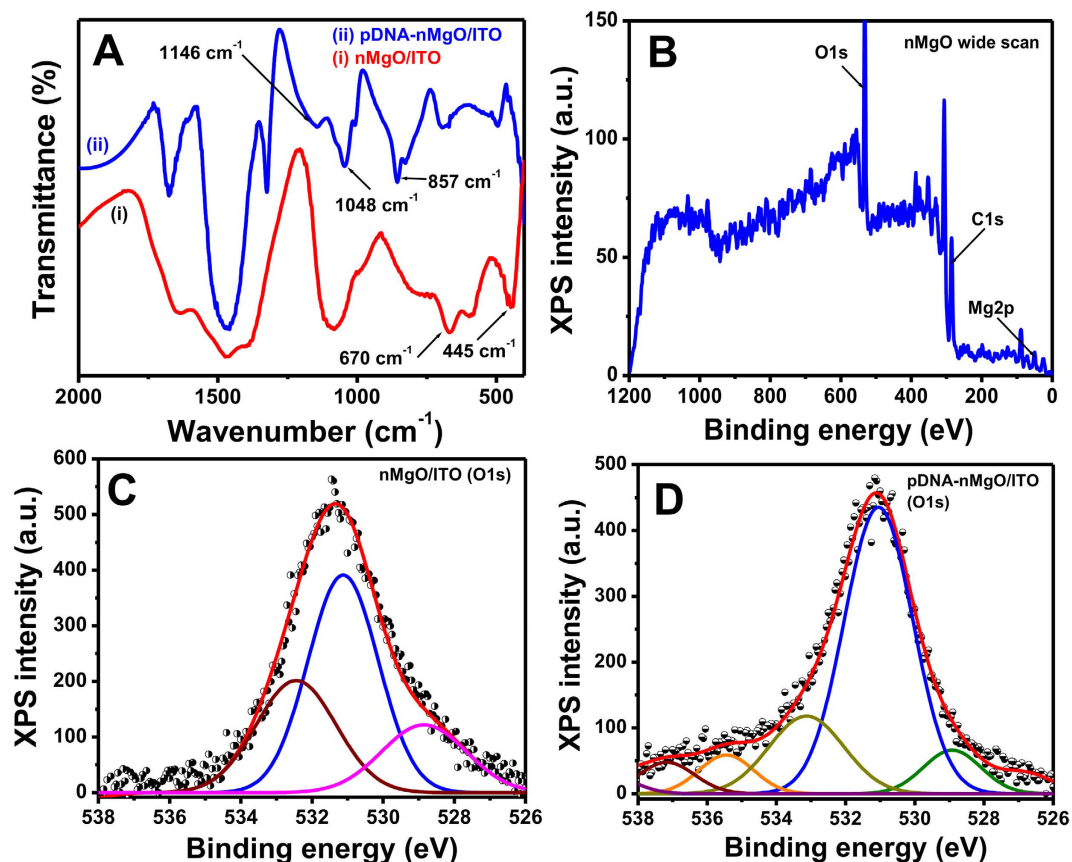 A
(ii) pDNA-nMgO/ITO
(i) nMgO/ITO
1146 cm⁻¹
(ii)
(i)
1048 cm⁻¹
857 cm⁻¹
670 cm⁻¹
445 cm⁻¹
Transmittance (%)
2000 1500 1000 500
Wavenumber (cm⁻¹)
B
nMgO wide scan
O1s
C1s
Mg2p
XPS intensity (a.u.)
150
100
50
0
1200 1000 800 600 400 200 0
Binding energy (eV)
C
nMgO/ITO (O1s)
XPS intensity (a.u.)
600
500
400
300
200
100
0
538 536 534 532 530 528 526
Binding energy (eV)
D
pDNA-nMgO/ITO
(O1s)
XPS intensity (a.u.)
500
400
300
200
100
0
538 536 534 532 530 528 526
Binding energy (eV)